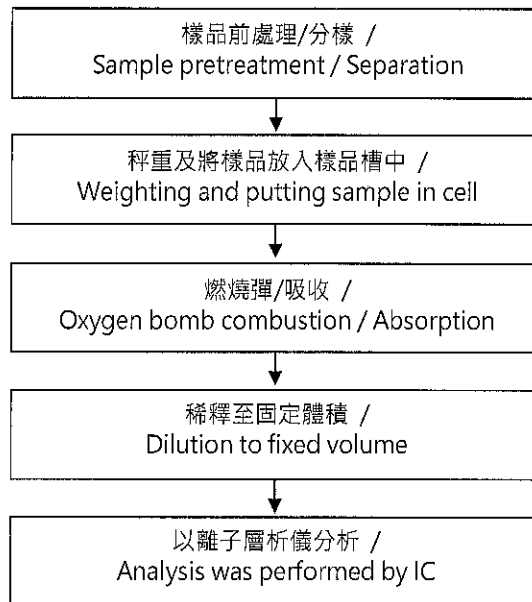 樣品前處理/分樣 /
Sample pretreatment / Separation
秤重及將樣品放入樣品槽中 /
Weighting and putting sample in cell
燃燒彈/吸收 /
Oxygen bomb combustion / Absorption
稀釋至固定體積 /
Dilution to fixed volume
以離子層析儀分析 /
Analysis was performed by IC